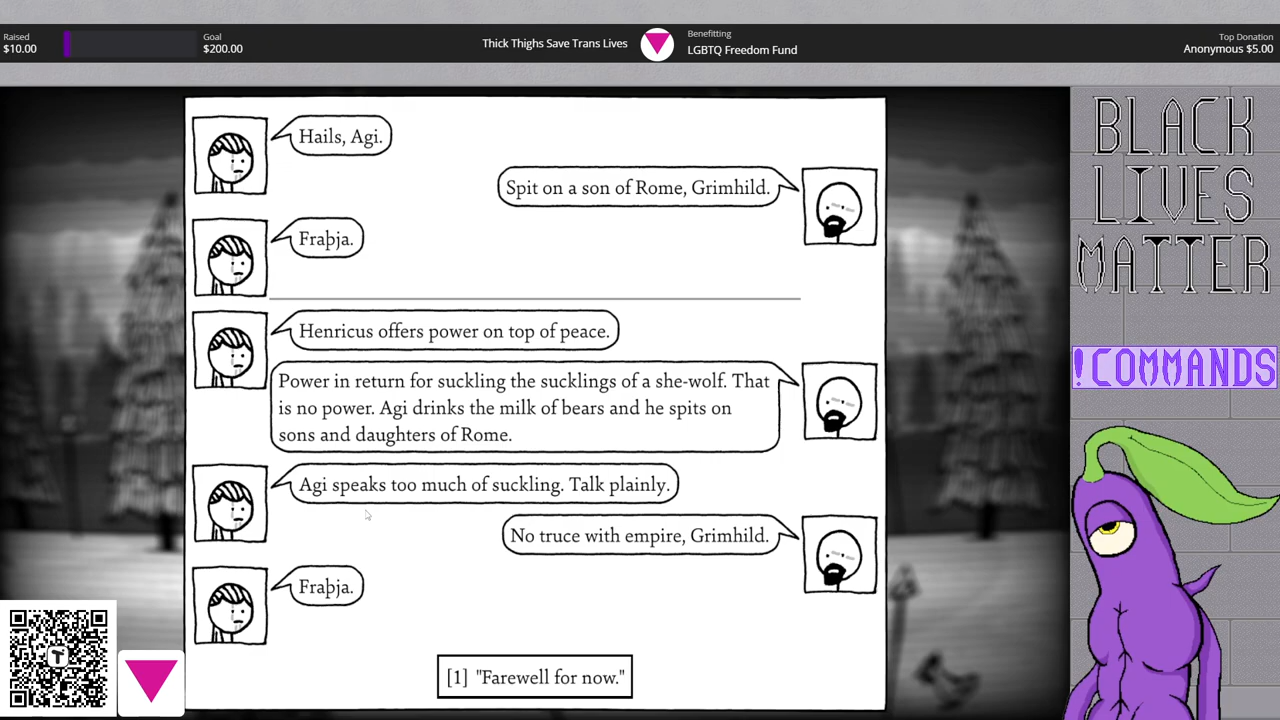 Raised
$10.00
Goal
$200.00
Thick Thighs Save Trans Lives
Benefitting
LGBTQ Freedom Fund
Top Donation
Anonymous $5.00
Hails, Agi.
Spit on a son of Rome, Grimhild.
Fraþja.
Henricus offers power on top of peace.
Power in return for suckling the sucklings of a she-wolf. That
is no power. Agi drinks the milk of bears and he spits on
sons and daughters of Rome.
Agi speaks too much of suckling. Talk plainly.
No truce with empire, Grimhild.
Fraþja.
[1] "Farewell for now."
BLACK
LIVES
MATTER
!COMMANDS
T